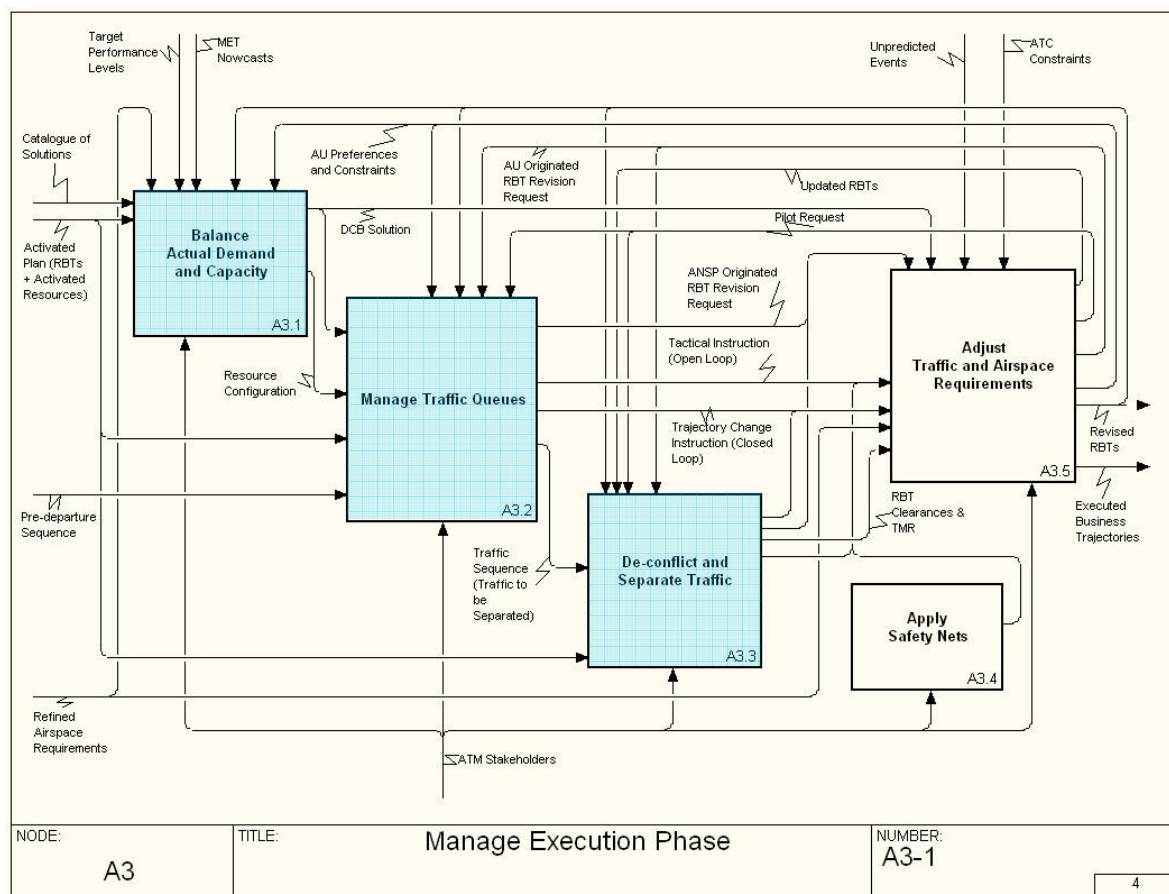 Target
Performance
Levels
MET
Nowcasts
Unpredicted
Events
ATC
Constraints
Catalogue of
Solutions
AU Preferences
and Constraints
AU Originated
RBT Revision
Request
Updated RBTs
Pilot Request
DCB Solution
Balance
Actual Demand
and Capacity
A3.1
Activated
Plan (RBTs
+ Activated
Resources)
ANSP Originated
RBT Revision
Request
Resource
Configuration
Manage Traffic Queues
A3.2
Tactical Instruction
(Open Loop)
Adjust
Traffic and Airspace
Requirements
A3.5
Trajectory Change
Instruction (Closed
Loop)
Revised
RBTs
Pre-departure
Sequence
RBT
Clearances &
TMR
Executed
Business
Trajectories
Traffic
Sequence
(Traffic to
be
Separated)
De-conflict and
Separate Traffic
A3.3
Apply
Safety Nets
A3.4
Refined
Airspace
Requirements
ATM Stakeholders
NODE:
A3
TITLE:
Manage Execution Phase
NUMBER:
A3-1
4